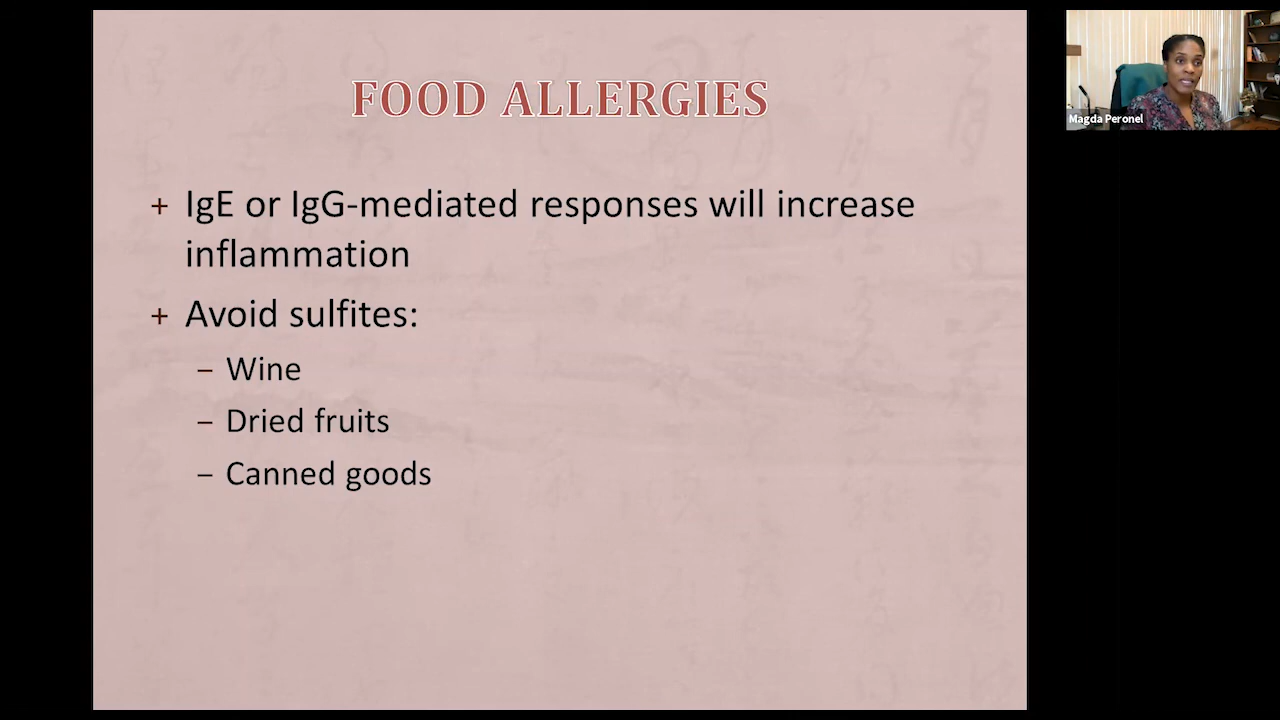 FOOD ALLERGIES
+ IgE or IgG-mediated responses will increase
inflammation
+ Avoid sulfites:
– Wine
– Dried fruits
– Canned goods
Magda Peronel